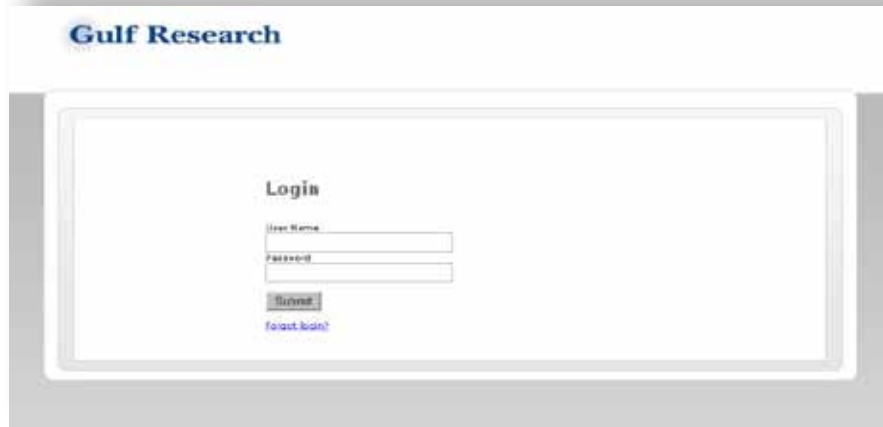 Gulf Research
Login
User Name
Password
Submit
Forgot login?